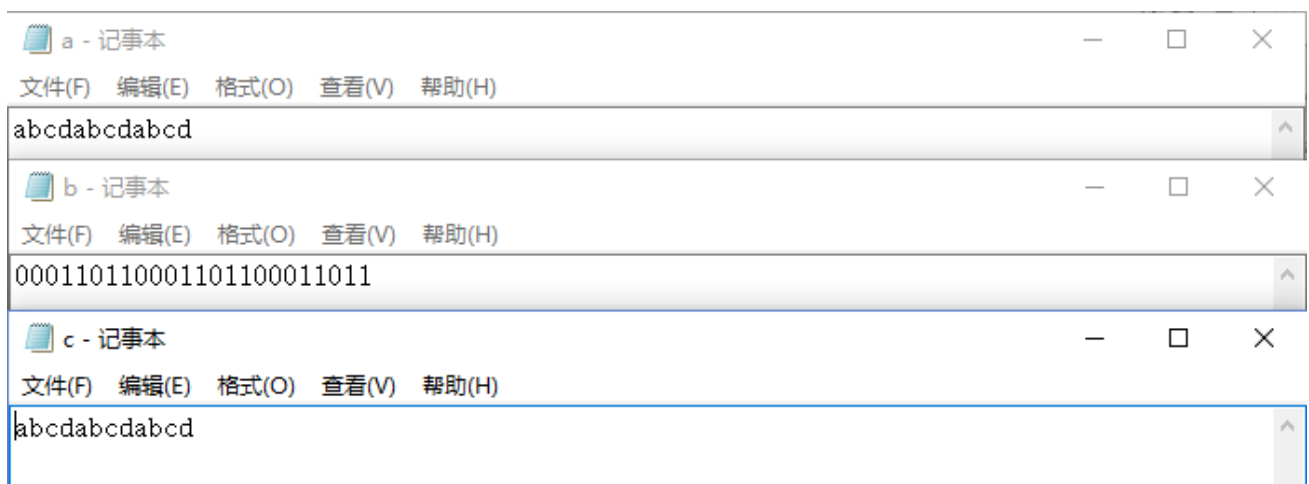 a - 记事本
文件(F) 编辑(E) 格式(O) 查看(V) 帮助(H)
abcdabcdabcd
b - 记事本
文件(F) 编辑(E) 格式(O) 查看(V) 帮助(H)
000110110001101100011011
c - 记事本
文件(F) 编辑(E) 格式(O) 查看(V) 帮助(H)
abcdabcdabcd